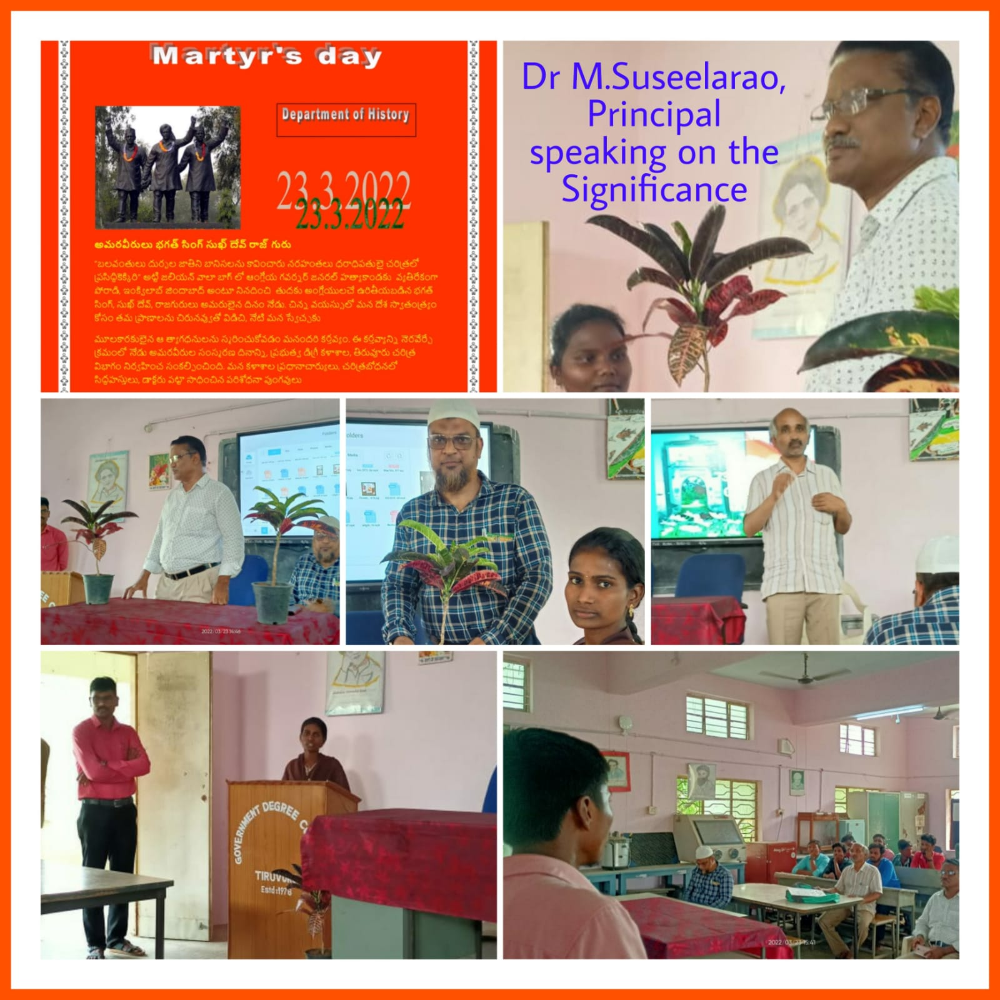 Martyr's day
Department of History
23.3.2022
23.3.2022
అమరవీరులు భగత్ సింగ్ సుఖ్ దేవ్ రాజ్ గురు
"బలవంతులు దుర్బల జాతిని బానిసలను కావించారు నరహంతలు ధరాధిపతులై చరిత్రలో
ప్రసిద్ధికెక్కిరి" అట్టి జలియన్ వాలా బాగ్ లో ఆంగ్లేయ గవర్నర్ జనరల్ హత్యాకాండకు వ్యతిరేకంగా
పోరాడి, ఇంక్విలాబ్ జిందాబాద్ అంటూ నినదించి తుదకు ఆంగ్లేయులచే ఉరితీయబడిన భగత్
సింగ్, సుఖ్ దేవ్, రాజగురులు అమరులైన దినం నేడు. చిన్న వయస్సులో మన దేశ స్వాతంత్ర్యం
కోసం తమ ప్రాణాలను చిరునవ్వుతో విడిచి, నేటి మన స్వేచ్ఛకు
మూలకారకులైన ఆ త్యాగధనులను స్మరించుకోవడం మనందరి కర్తవ్యం. ఈ కర్తవ్యాన్ని నెరవేర్చే
క్రమంలో నేడు అమరవీరుల సంస్మరణ దినాన్ని, ప్రభుత్వ డిగ్రీ కళాశాల, తిరువూరు చరిత్ర
విభాగం నిర్వహించ సంకల్పించింది. మన కళాశాల ప్రధానాచార్యులు, చరిత్రబోధనలో
సిద్ధహస్తులు, డాక్టరు పట్టా సాధించిన పరిశోధనా పుంగవులు
Dr M.Suseelarao,
Principal
speaking on the
Significance
Folders
2022/03/23 14:46
olders
Media
GOVERNMENT DEGREE C
TIRUVU
Estd:1976
2022/03/23 15:41